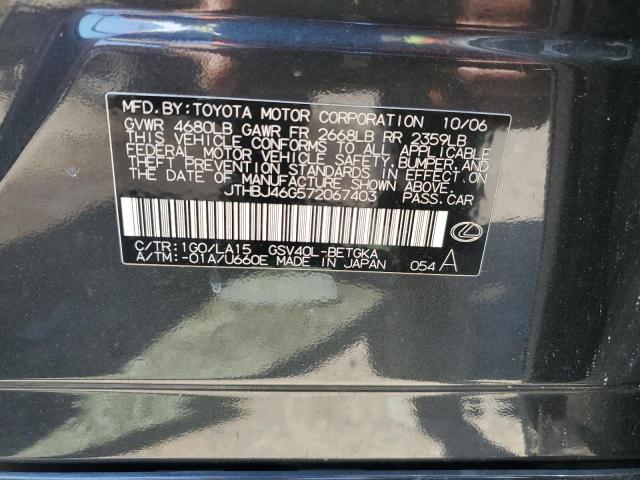 MFD.BY:TOYOTA MOTOR CORPORATION 10/06
GVWR 4680LB GAWR FR 2668LB RR 2359LB
THIS VEHICLE CONFORMS TO ALL APPLICABLE
FEDERAL MOTOR VEHICLE SAFETY,BUMPER,AND
THEFT PREVENTION STANDARDS IN EFFECT ON
THE DATE OF MANUFACTURE SHOWN ABOVE.
JTHBJ46G572067403 PASS.CAR
C/TR:1G0/LA15 GSV40L-BETGKA
A/TM:-01A/U660E MADE IN JAPAN 054 A